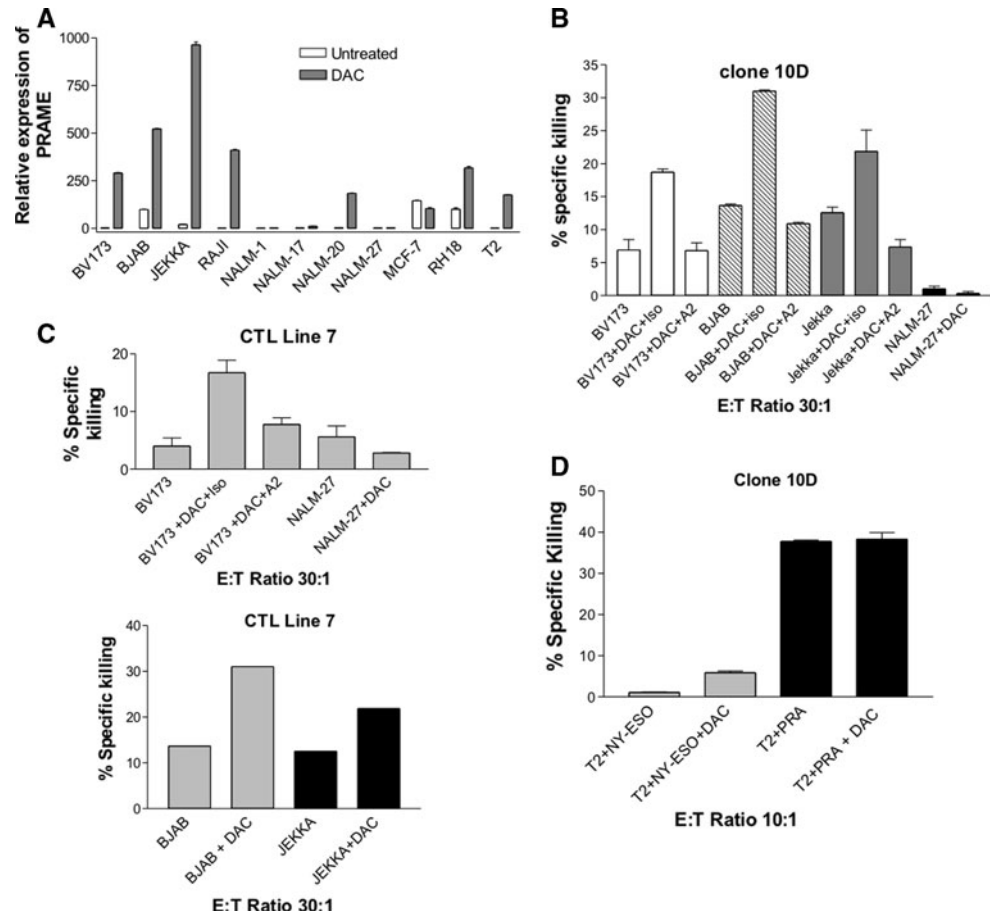 A
Relative expression of
PRAME
1000
750
500
250
0
Untreated
DAC
BV173
BJAB
JEKKA
RAJI
NALM-1
NALM-17
NALM-20
NALM-27
MCF-7
RH18
T2
B
clone 10D
% specific killing
35
30
25
20
15
10
5
0
BV173
BV173+DAC+Iso
BV173+DAC+A2
BJAB
BJAB+DAC+iso
BJAB+DAC+A2
Jekka
Jekka+DAC+iso
Jekka+DAC+A2
NALM-27
NALM-27+DAC
E:T Ratio 30:1
C
CTL Line 7
% Specific
killing
20
10
0
BV173
BV173 +DAC+Iso
BV173 +DAC+A2
NALM-27
NALM-27+DAC
E:T Ratio 30:1
CTL Line 7
% Specific killing
40
30
20
10
0
BJAB
BJAB + DAC
JEKKA
JEKKA+DAC
E:T Ratio 30:1
D
Clone 10D
% Specific Killing
50
40
30
20
10
0
T2+NY-ESO
T2+NY-ESO+DAC
T2+PRA
T2+PRA + DAC
E:T Ratio 10:1